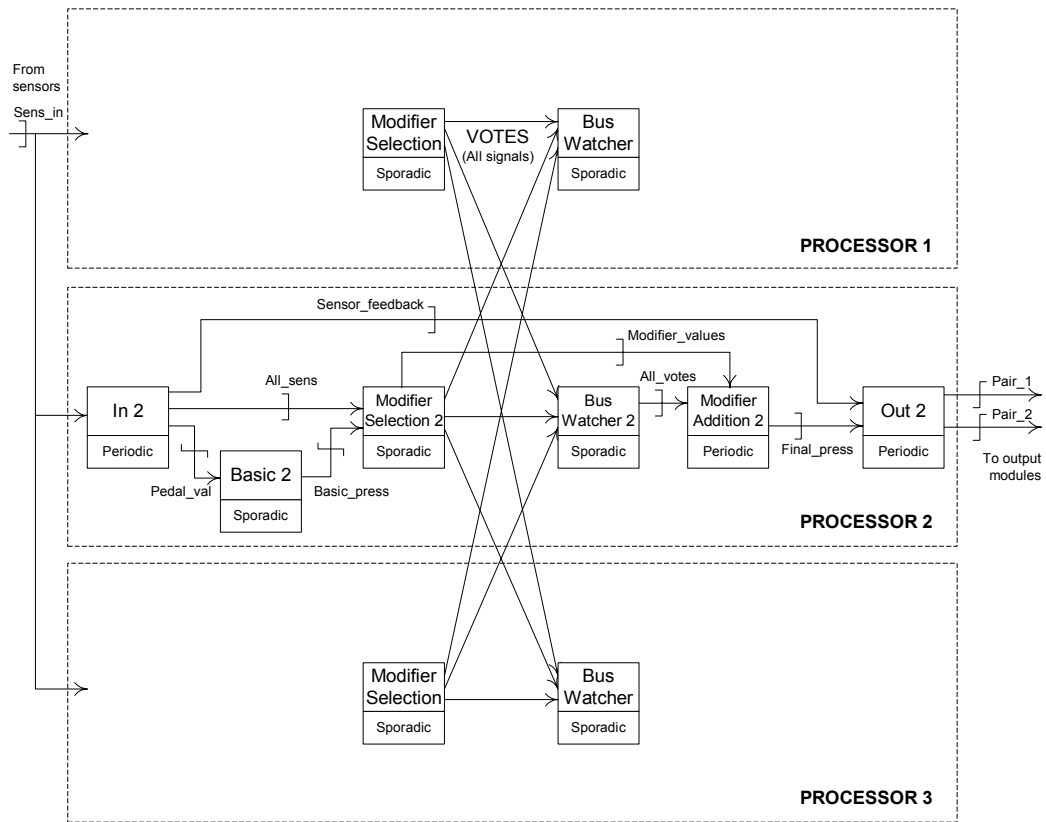 From
sensors
Sens_in
Modifier
Selection
Sporadic
VOTES
(All signals)
Bus
Watcher
Sporadic
PROCESSOR 1
Sensor_feedback
Modifier_values
All_sens
All_votes
In 2
Periodic
Modifier
Selection 2
Sporadic
Bus
Watcher 2
Sporadic
Modifier
Addition 2
Periodic
Out 2
Periodic
Pair_1
Pair_2
Final_press
To output
modules
Pedal_val
Basic 2
Sporadic
Basic_press
PROCESSOR 2
Modifier
Selection
Sporadic
Bus
Watcher
Sporadic
PROCESSOR 3